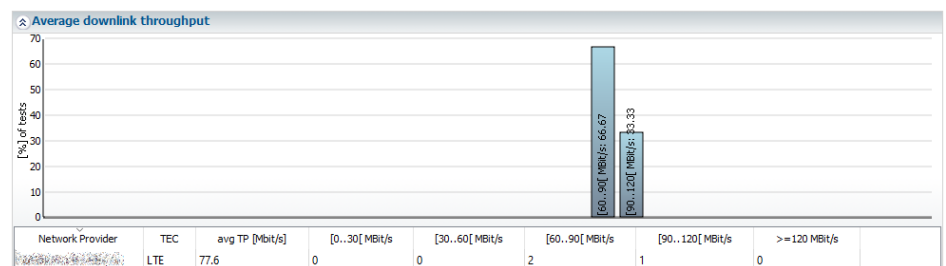 Average downlink throughput
70
60
50
40
30
20
10
0
[%] of tests
[60..90[ MBit/s: 66.67
[90..120[ MBit/s: 33.33
Network Provider TEC avg TP [Mbit/s] [0..30[ MBit/s [30..60[ MBit/s [60..90[ MBit/s [90..120[ MBit/s >=120 MBit/s
LTE 77.6 0 0 2 1 0